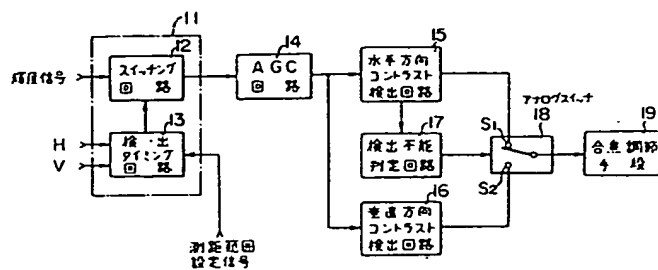 11
12
スイッチング
回 路
輝度信号
13
検 出
タイミング
回 路
H
V
測距範囲
設定信号
14
AGC
回 路
15
水平方向
コントラスト
検出回路
17
検出不能
判定回路
16
垂直方向
コントラスト
検出回路
アナログスイッチ
18
S1
S2
19
合焦調節
手 段